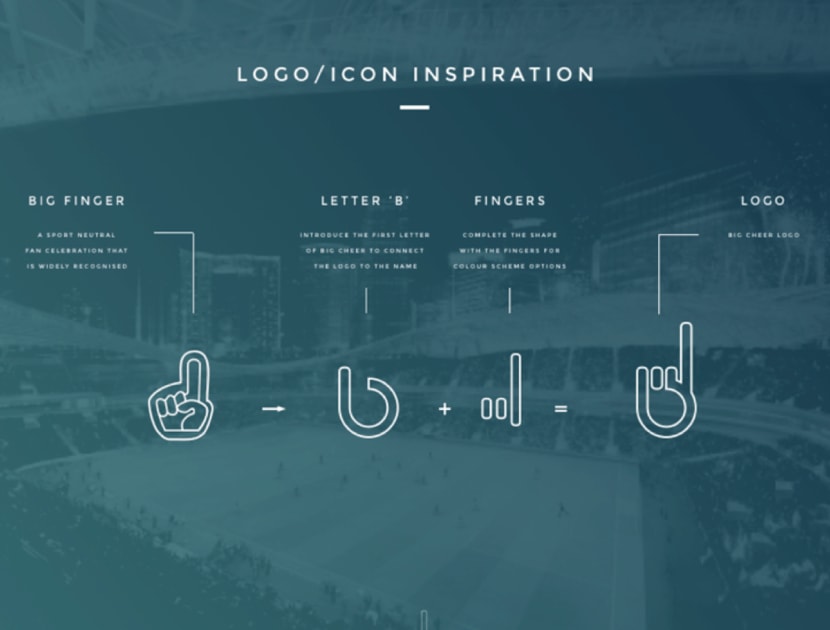 LOGO/ICON INSPIRATION
BIG FINGER
A SPORT NEUTRAL
FAN CELEBRATION THAT
IS WIDELY RECOGNISED
LETTER 'B'
INTRODUCE THE FIRST LETTER
OF BIG CHEER TO CONNECT
THE LOGO TO THE NAME
FINGERS
COMPLETE THE SHAPE
WITH THE FINGERS FOR
COLOUR SCHEME OPTIONS
LOGO
BIG CHEER LOGO
+ =